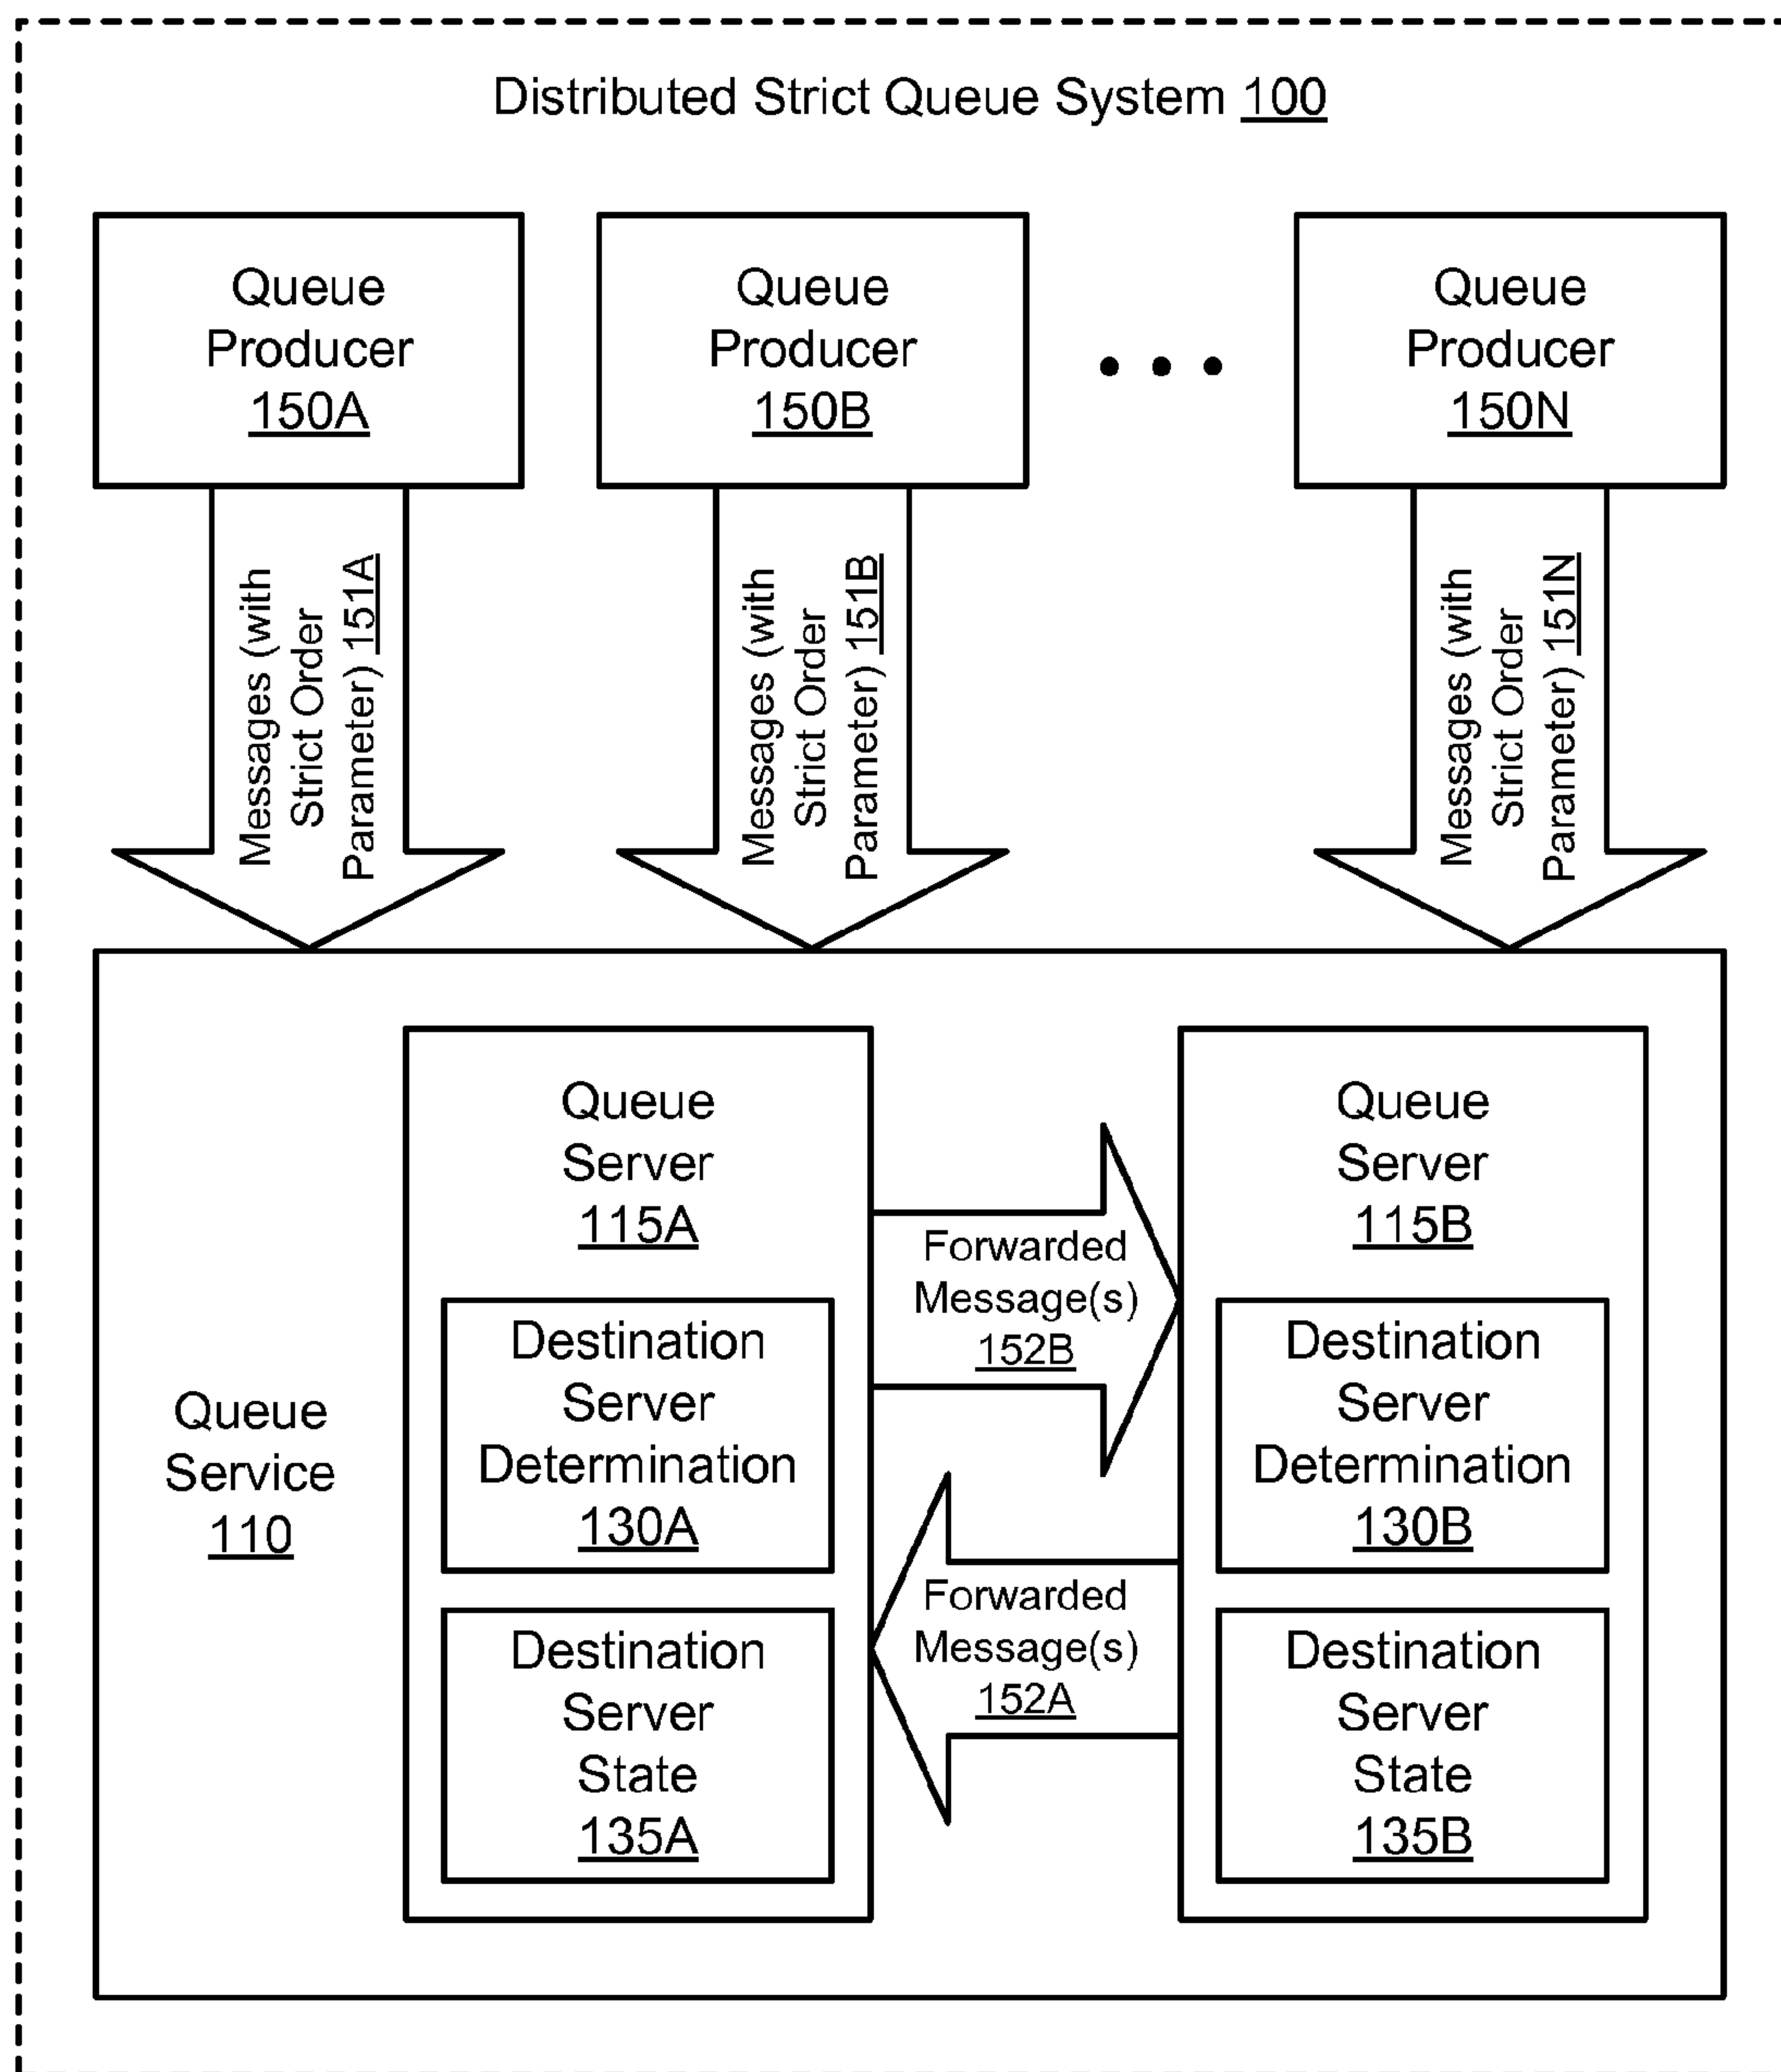 Distributed Strict Queue System 100
Queue
Producer
150A
Queue
Producer
150B
Queue
Producer
150N
Messages (with
Strict Order
Parameter) 151A
Messages (with
Strict Order
Parameter) 151B
Messages (with
Strict Order
Parameter) 151N
Queue
Service
110
Queue
Server
115A
Destination
Server
Determination
130A
Destination
Server
State
135A
Forwarded
Message(s)
152B
Forwarded
Message(s)
152A
Queue
Server
115B
Destination
Server
Determination
130B
Destination
Server
State
135B